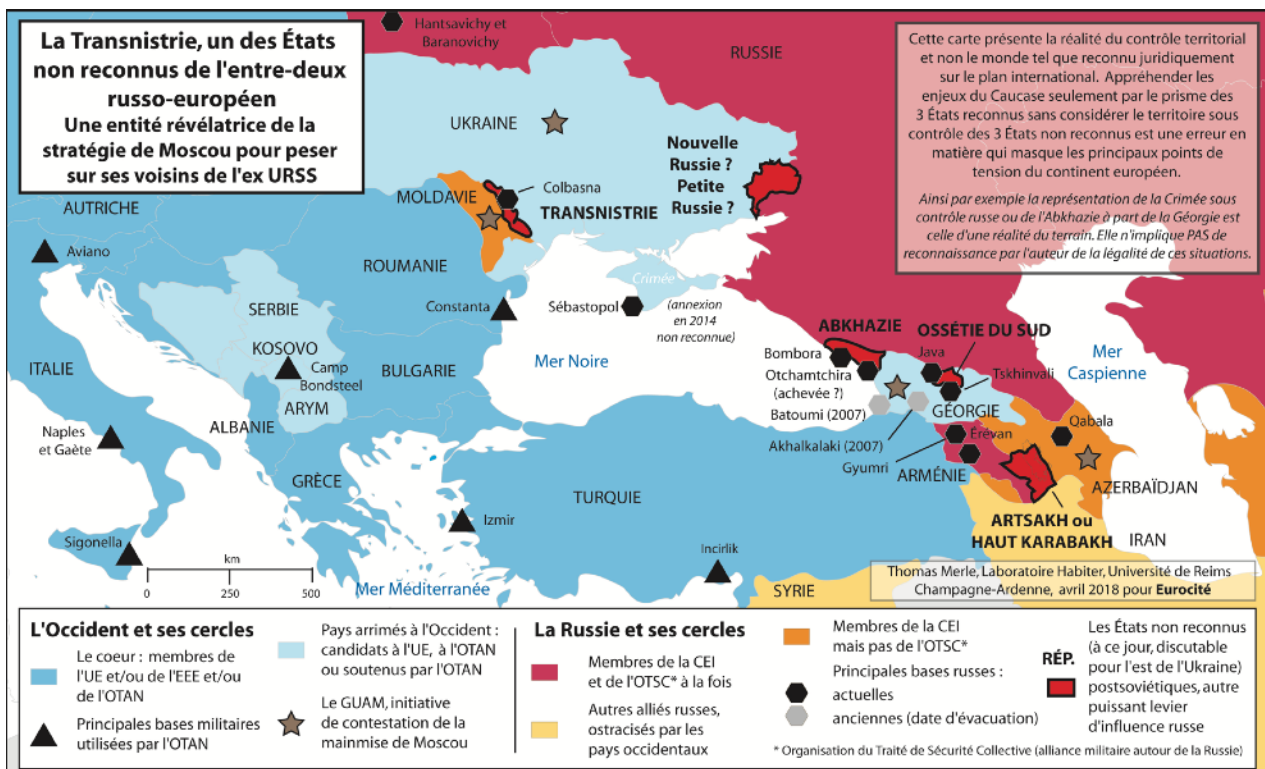 La Transnistrie, un des États
non reconnus de l'entre-deux
russo-européen
Une entité révélatrice de la
stratégie de Moscou pour peser
sur ses voisins de l'ex URSS
Hantsavichy et
Baranovichy
RUSSIE
Cette carte présente la réalité du contrôle territorial
et non le monde tel que reconnu juridiquement
sur le plan international. Appréhender les
enjeux du Caucase seulement par le prisme des
3 États reconnus sans considérer le territoire sous
contrôle des 3 États non reconnus est une erreur en
matière qui masque les principaux points de
tension du continent européen.
Ainsi par exemple la représentation de la Crimée sous
contrôle russe ou de l'Abkhazie à part de la Géorgie est
celle d'une réalité du terrain. Elle n'implique PAS de
reconnaissance par l'auteur de la légalité de ces situations.
UKRAINE
Nouvelle
Russie ?
Petite
Russie ?
AUTRICHE
MOLDAVIE
Colbasna
TRANSNISTRIE
Aviano
ROUMANIE
Crimée
SERBIE
Constanta
Sébastopol
(annexion
en 2014
non reconnue)
ABKHAZIE
OSSÉTIE DU SUD
KOSOVO
Camp
Bondsteel
ITALIE
BULGARIE
Mer Noire
Bombora
Java
Mer
Caspienne
Otchamtchira
(achevée ?)
Tskhinvali
ARYM
Batoumi (2007)
GÉORGIE
ALBANIE
Naples
et Gaète
Akhalkalaki (2007)
Érévan
Qabala
Gyumri
ARMÉNIE
GRÈCE
TURQUIE
AZERBAÏDJAN
Izmir
ARTSAKH ou
HAUT KARABAKH
IRAN
Sigonella
Incirlik
km
0 250 500
Mer Méditerranée
SYRIE
Thomas Merle, Laboratoire Habiter, Université de Reims
Champagne-Ardenne, avril 2018 pour Eurocité
L'Occident et ses cercles
Le coeur : membres de
l'UE et/ou de l'EEE et/ou
de l'OTAN
Principales bases militaires
utilisées par l'OTAN
Pays arrimés à l'Occident :
candidats à l'UE, à l'OTAN
ou soutenus par l'OTAN
Le GUAM, initiative
de contestation de la
mainmise de Moscou
La Russie et ses cercles
Membres de la CEI
et de l'OTSC* à la fois
Autres alliés russes,
ostracisés par les
pays occidentaux
Membres de la CEI
mais pas de l'OTSC*
Principales bases russes :
actuelles
anciennes (date d'évacuation)
RÉP.
Les États non reconnus
(à ce jour, discutable
pour l'est de l'Ukraine)
postsoviétiques, autre
puissant levier
d'influence russe
* Organisation du Traité de Sécurité Collective (alliance militaire autour de la Russie)